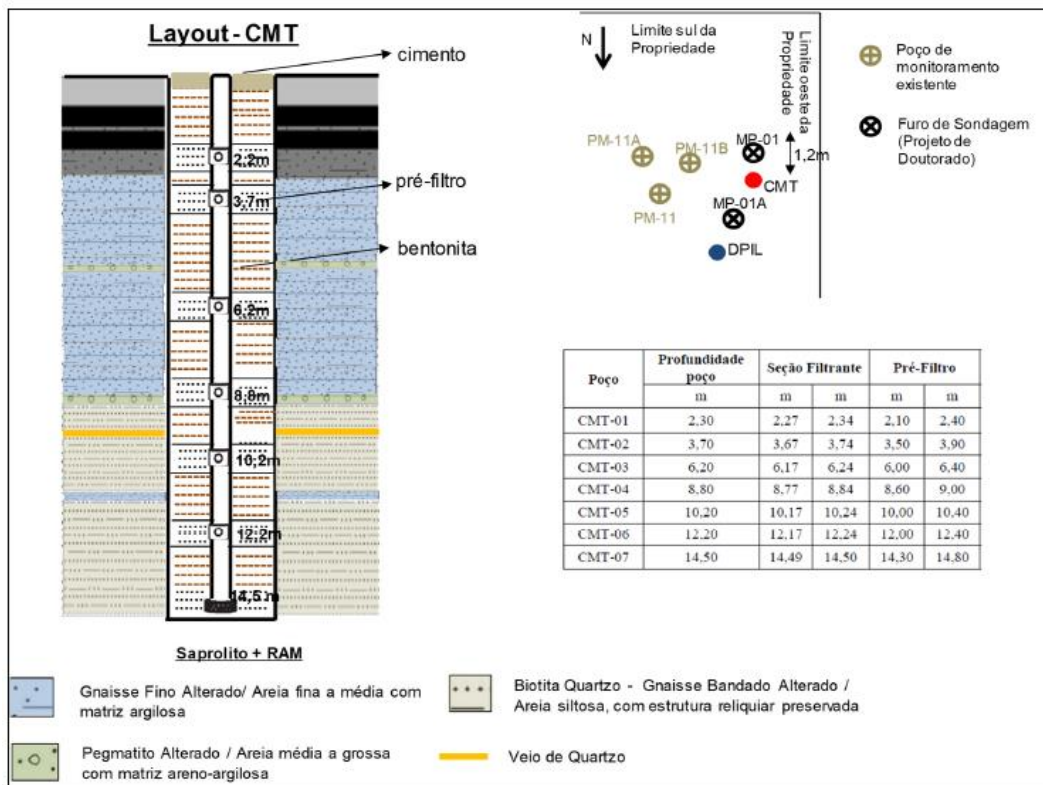 Layout - CMT
cimento
2,2m
pré-filtro
3,7m
bentonita
6,2m
8,8m
10,2m
12,2m
14,5 m
Saprolito + RAM
N
Limite sul da
Propriedade
Limite oeste da
Propriedade
PM-11A
PM-11B
MP-01
1,2m
CMT
PM-11
MP-01A
DPIL
Poço de
monitoramento
existente
Furo de Sondagem
(Projeto de
Doutorado)
Poço Profundidade poço Seção Filtrante Pré-Filtro
m m m m m
CMT-01 2,30 2,27 2,34 2,10 2,40
CMT-02 3,70 3,67 3,74 3,50 3,90
CMT-03 6,20 6,17 6,24 6,00 6,40
CMT-04 8,80 8,77 8,84 8,60 9,00
CMT-05 10,20 10,17 10,24 10,00 10,40
CMT-06 12,20 12,17 12,24 12,00 12,40
CMT-07 14,50 14,49 14,50 14,30 14,80
Gnaisse Fino Alterado/ Areia fina a média com
matriz argilosa
Pegmatito Alterado / Areia média a grossa
com matriz areno-argilosa
Biotita Quartzo - Gnaisse Bandado Alterado /
Areia siltosa, com estrutura reliquiar preservada
Veio de Quartzo